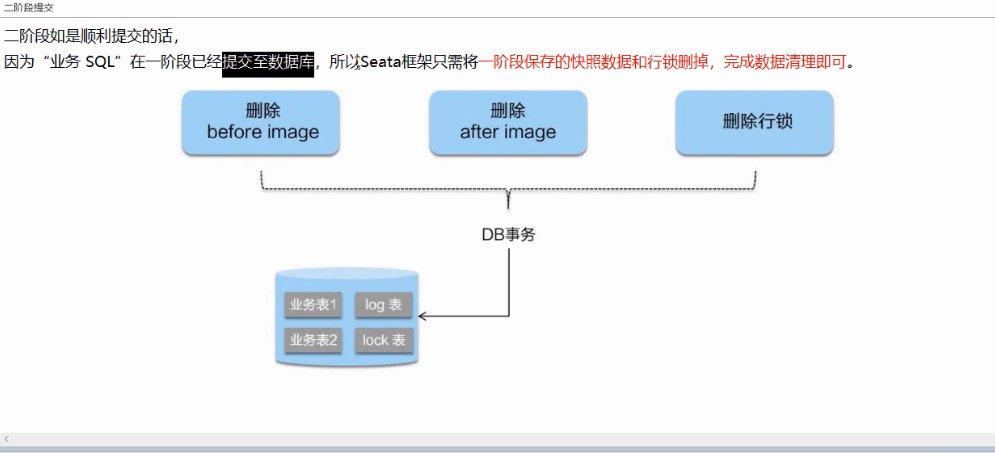 二阶段提交
二阶段如是顺利提交的话，
因为“业务 SQL”在一阶段已经提交至数据库，所以Seata框架只需将一阶段保存的快照数据和行锁删掉，完成数据清理即可。
删除
before image
删除
after image
删除行锁
DB事务
业务表1
log 表
业务表2
lock 表